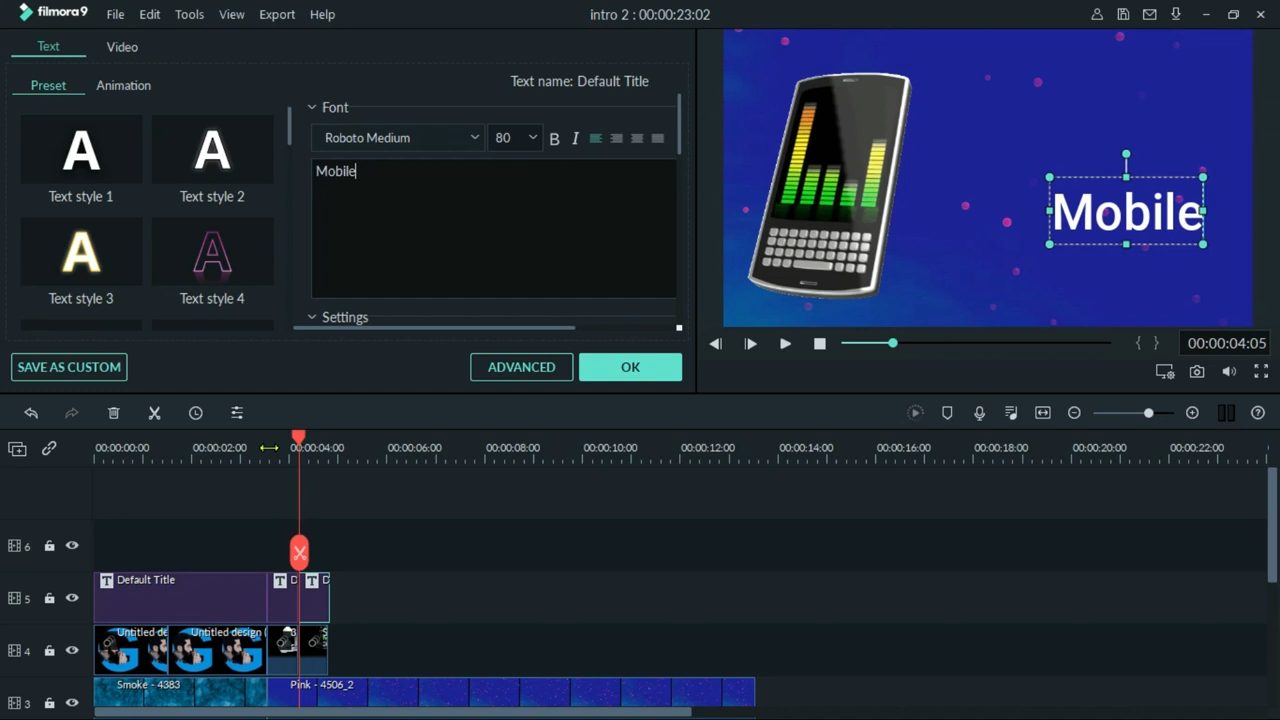 filmora9 File Edit Tools View Export Help intro 2 : 00:00:23:02
Text Video
Preset Animation Text name: Default Title
Font
Roboto Medium 80 B I
Mobile
A A
Text style 1 Text style 2
A A
Text style 3 Text style 4
Settings
SAVE AS CUSTOM ADVANCED OK
Mobile
{ } 00:00:04:05
00:00:00:00 00:00:02:00 00:00:04:00 00:00:06:00 00:00:08:00 00:00:10:00 00:00:12:00 00:00:14:00 00:00:16:00 00:00:18:00 00:00:20:00 00:00:22:00
6
5 T Default Title T D T D
4 Untitled de Untitled design (
3 Smoke - 4383 Pink - 4506_2